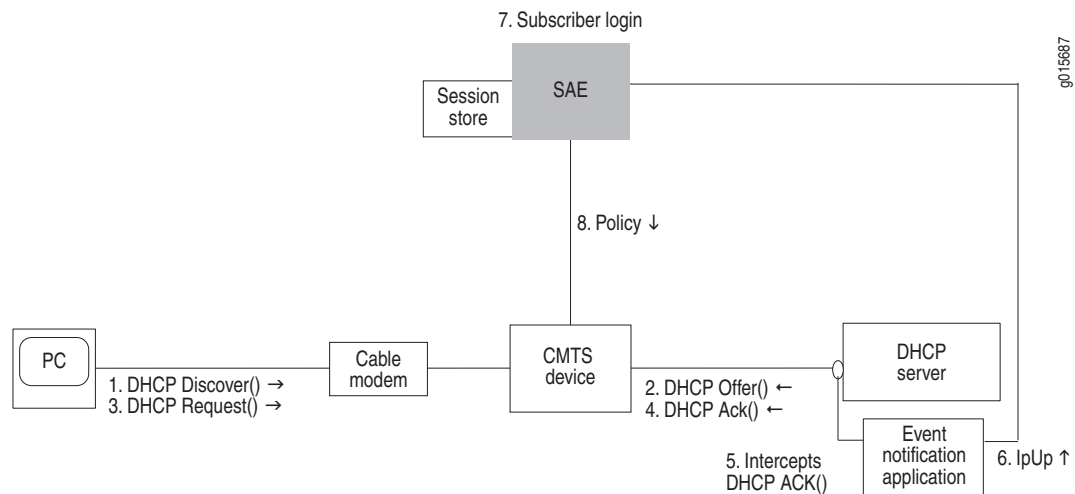 7. Subscriber login
g015687
Session
store
SAE
8. Policy ↓
PC
Cable
modem
CMTS
device
DHCP
server
1. DHCP Discover() →
3. DHCP Request() →
2. DHCP Offer() ←
4. DHCP Ack() ←
5. Intercepts
DHCP ACK()
Event
notification
application
6. IpUp ↑